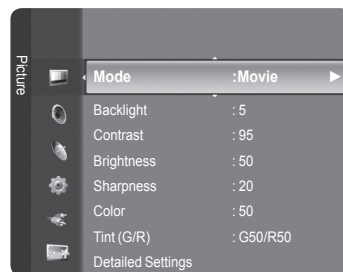 Picture
Mode :Movie
Backlight : 5
Contrast : 95
Brightness : 50
Sharpness : 20
Color : 50
Tint (G/R) : G50/R50
Detailed Settings